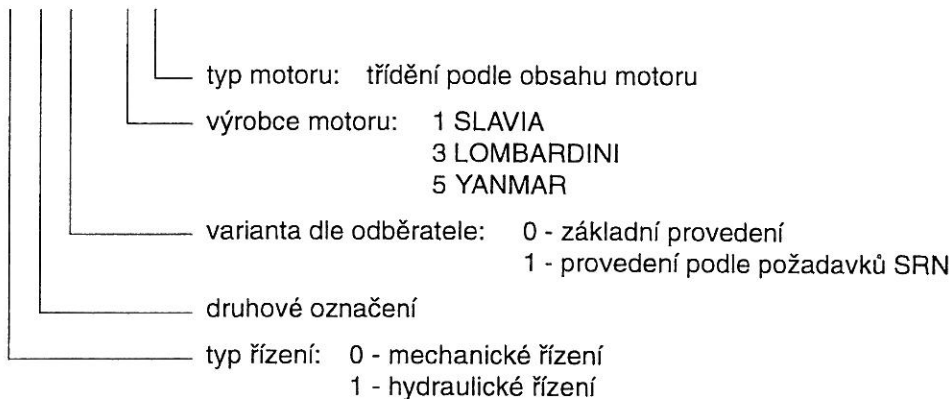 typ motoru: třídění podle obsahu motoru
výrobce motoru: 1 SLAVIA
3 LOMBARDINI
5 YANMAR
varianta dle odběratele: 0 - základní provedení
1 - provedení podle požadavků SRN
druhové označení
typ řízení: 0 - mechanické řízení
1 - hydraulické řízení